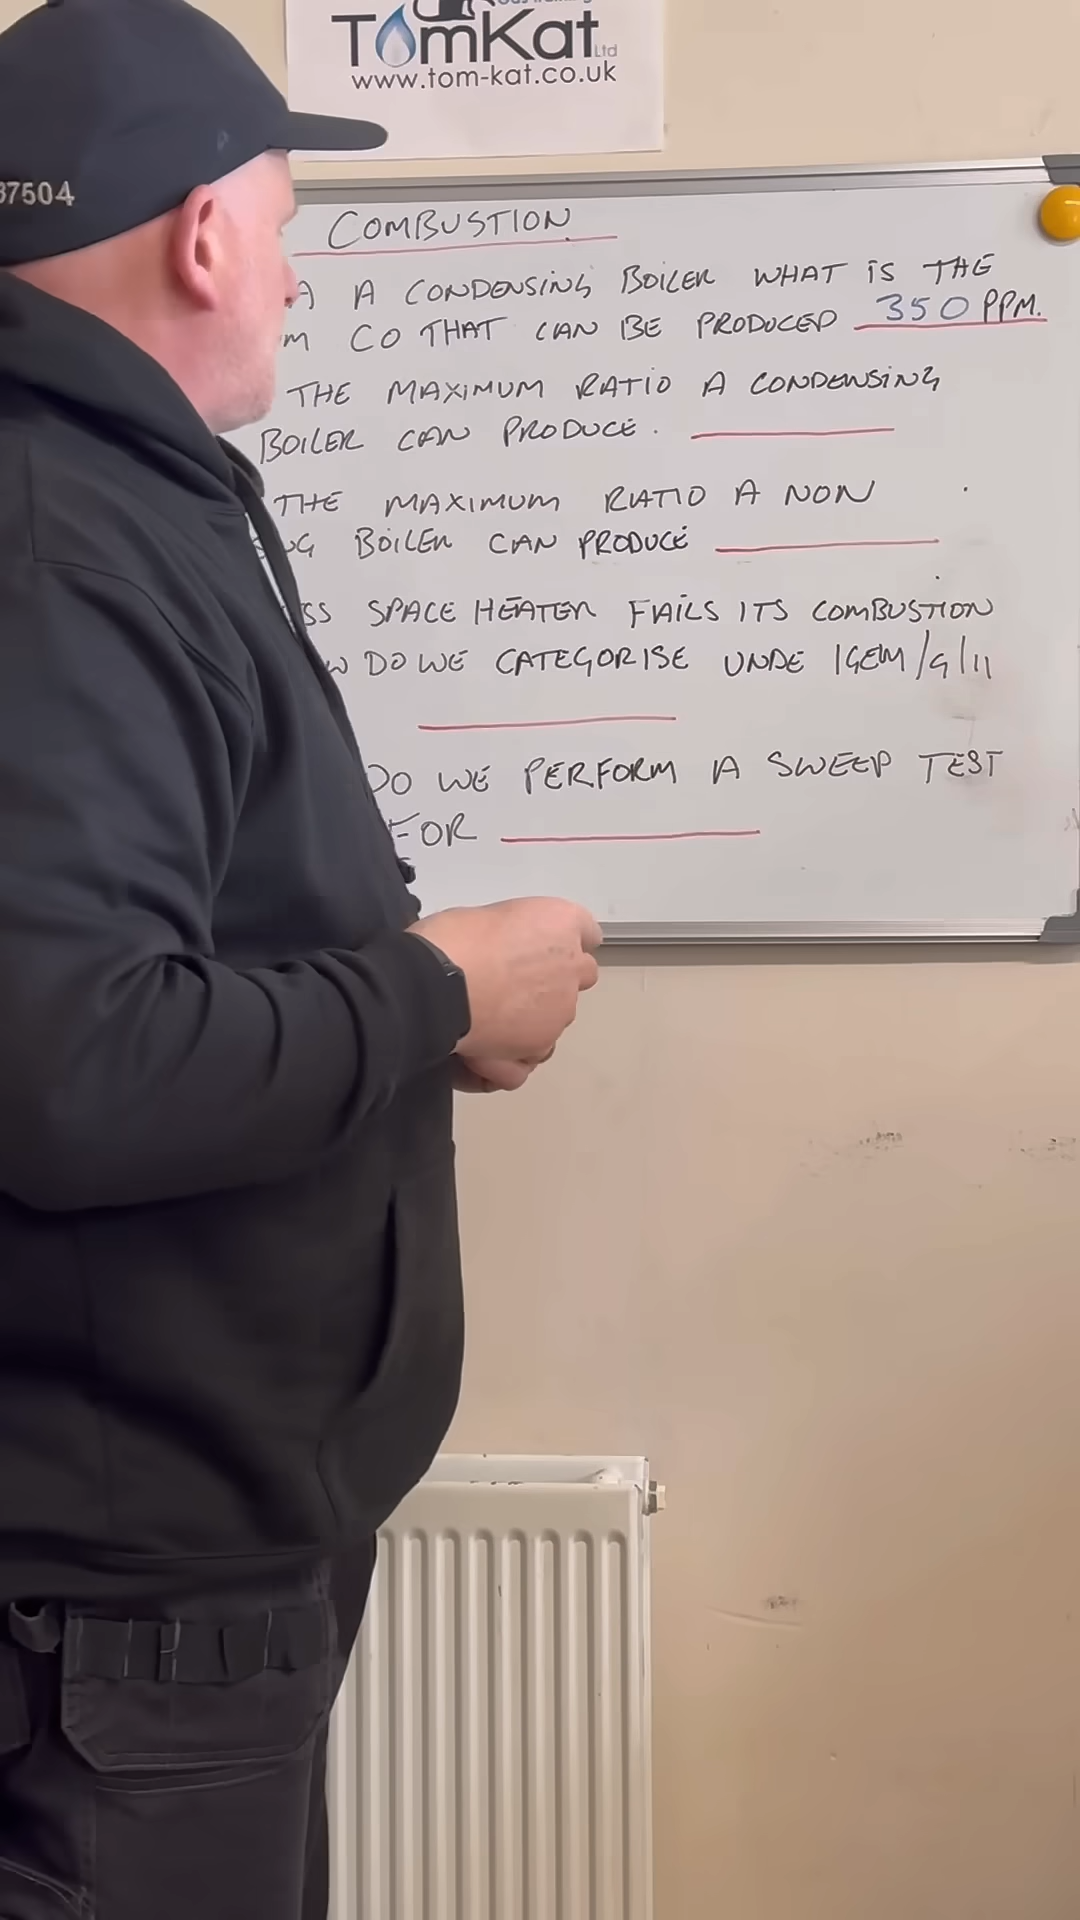 TomKat Ltd
www.tom-kat.co.uk
37504
COMBUSTION
A CONDENSING BOILER WHAT IS THE
CO THAT CAN BE PRODUCED 350 PPM.
THE MAXIMUM RATIO A CONDENSING
BOILER CAN PRODUCE.
THE MAXIMUM RATIO A NON
BOILER CAN PRODUCE
SPACE HEATER FAILS ITS COMBUSTION
DO WE CATEGORISE UNDE IGEM/G/11
DO WE PERFORM A SWEEP TEST
FOR